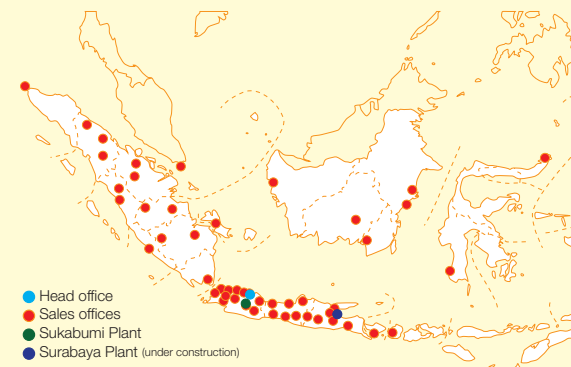 Head office
Sales offices
Sukabumi Plant
Surabaya Plant (under construction)